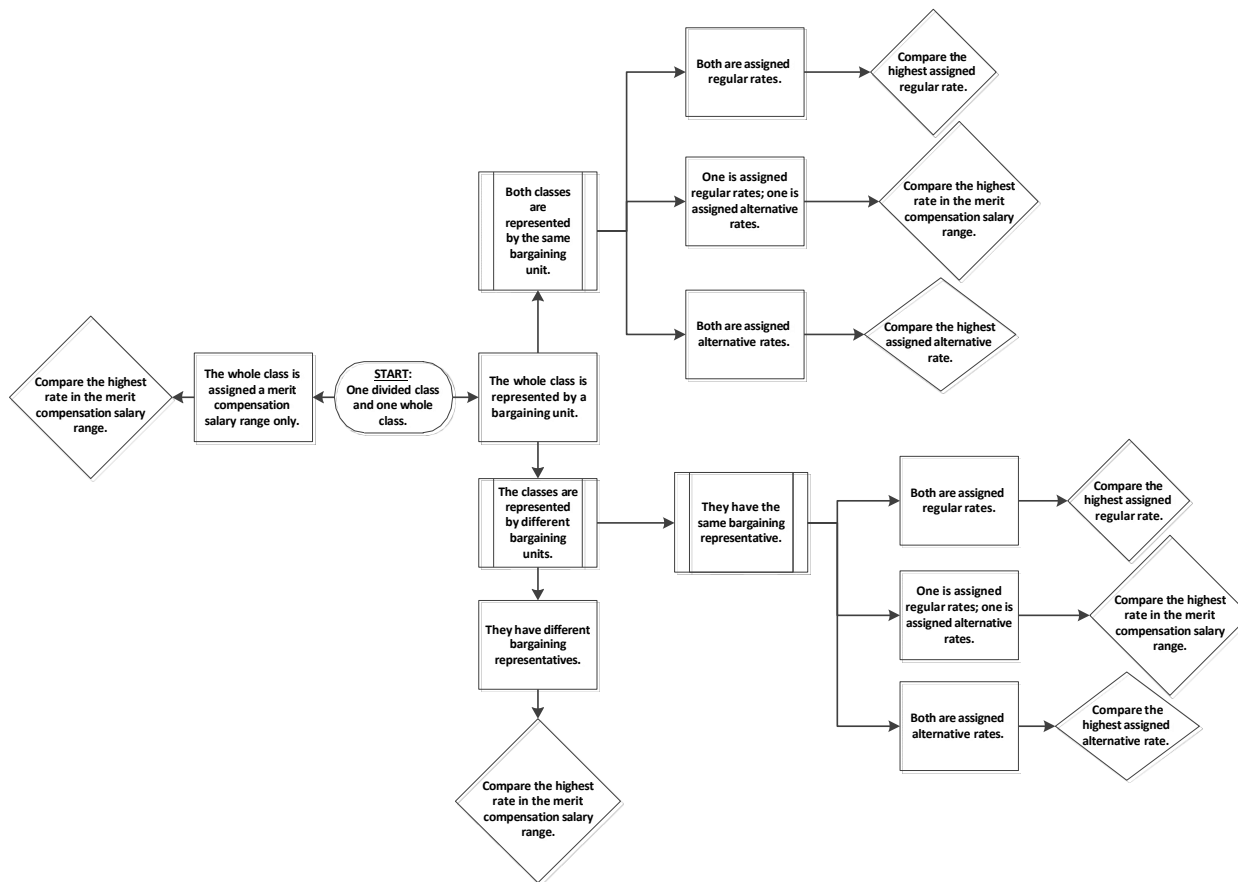 Both are assigned
regular rates.
Compare the
highest assigned
regular rate.
Both classes
are
represented
by the same
bargaining
unit.
One is assigned
regular rates; one is
assigned alternative
rates.
Compare the highest
rate in the merit
compensation salary
range.
Both are assigned
alternative rates.
Compare the highest
assigned alternative
rate.
Compare the highest
rate in the merit
compensation salary
range.
The whole class is
assigned a merit
compensation
salary range only.
START:
One divided class
and one whole
class.
The whole class is
represented by a
bargaining unit.
The classes are
represented
by different
bargaining
units.
They have the
same bargaining
representative.
Both are assigned
regular rates.
Compare the
highest assigned
regular rate.
One is assigned
regular rates; one is
assigned alternative
rates.
Compare the highest
rate in the merit
compensation salary
range.
Both are assigned
alternative rates.
Compare the
highest assigned
alternative rate.
They have different
bargaining
representatives.
Compare the highest
rate in the merit
compensation salary
range.